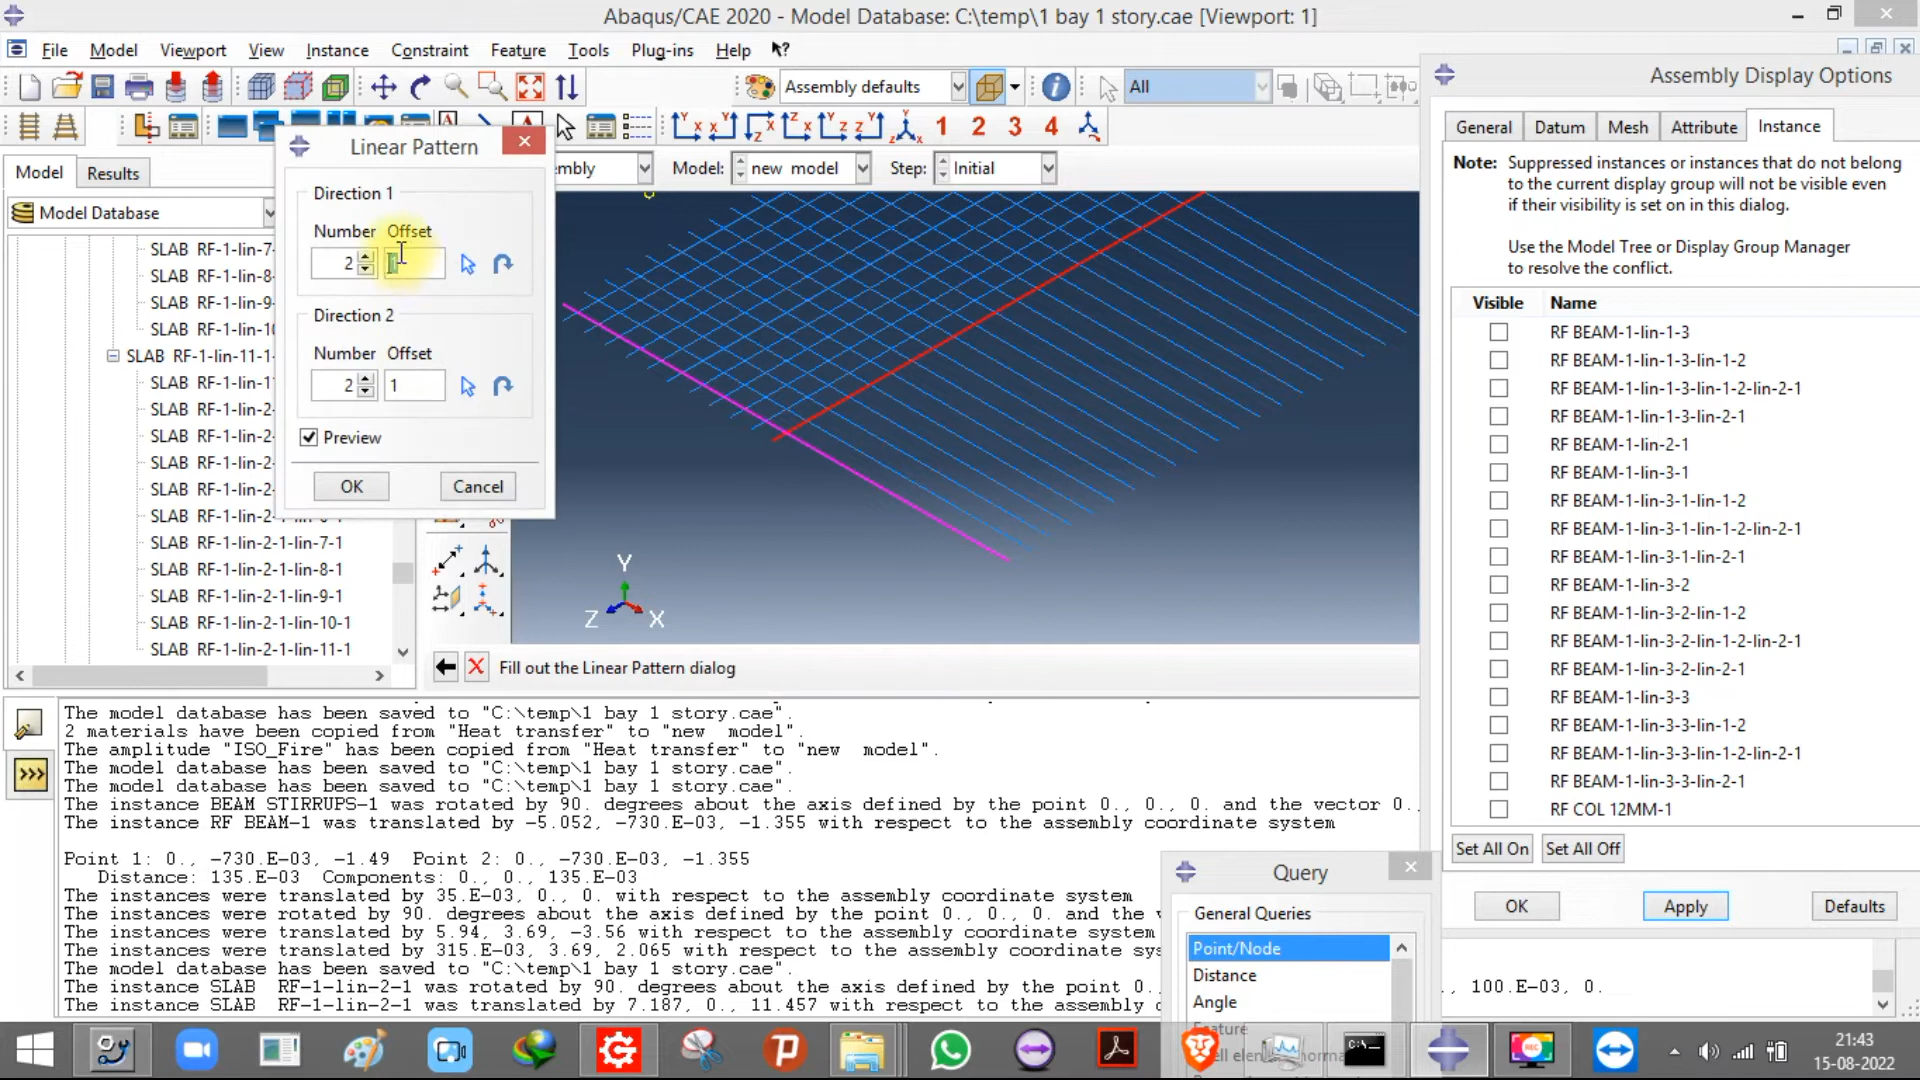 Abaqus/CAE 2020 - Model Database: C:\temp\1 bay 1 story.cae [Viewport: 1]
File Model Viewport View Instance Constraint Feature Tools Plug-ins Help
Assembly defaults
All
1 2 3 4
Model Results
mbly Model: new model Step: Initial
Model Database
SLAB RF-1-lin-7-
SLAB RF-1-lin-8-
SLAB RF-1-lin-9-
SLAB RF-1-lin-10
SLAB RF-1-lin-11-1-
SLAB RF-1-lin-1
SLAB RF-1-lin-2-
SLAB RF-1-lin-2-
SLAB RF-1-lin-2-
SLAB RF-1-lin-2-
SLAB RF-1-lin-2-1-lin-6-1
SLAB RF-1-lin-2-1-lin-7-1
SLAB RF-1-lin-2-1-lin-8-1
SLAB RF-1-lin-2-1-lin-9-1
SLAB RF-1-lin-2-1-lin-10-1
SLAB RF-1-lin-2-1-lin-11-1
Linear Pattern
Direction 1
Number Offset
2
Direction 2
Number Offset
2 1
Preview
OK Cancel
Y
Z X
Fill out the Linear Pattern dialog
Assembly Display Options
General Datum Mesh Attribute Instance
Note: Suppressed instances or instances that do not belong
to the current display group will not be visible even
if their visibility is set on in this dialog.
Use the Model Tree or Display Group Manager
to resolve the conflict.
Visible Name
RF BEAM-1-lin-1-3
RF BEAM-1-lin-1-3-lin-1-2
RF BEAM-1-lin-1-3-lin-1-2-lin-2-1
RF BEAM-1-lin-1-3-lin-2-1
RF BEAM-1-lin-2-1
RF BEAM-1-lin-3-1
RF BEAM-1-lin-3-1-lin-1-2
RF BEAM-1-lin-3-1-lin-1-2-lin-2-1
RF BEAM-1-lin-3-1-lin-2-1
RF BEAM-1-lin-3-2
RF BEAM-1-lin-3-2-lin-1-2
RF BEAM-1-lin-3-2-lin-1-2-lin-2-1
RF BEAM-1-lin-3-2-lin-2-1
RF BEAM-1-lin-3-3
RF BEAM-1-lin-3-3-lin-1-2
RF BEAM-1-lin-3-3-lin-1-2-lin-2-1
RF BEAM-1-lin-3-3-lin-2-1
RF COL 12MM-1
Set All On Set All Off
OK Apply Defaults
The model database has been saved to "C:\temp\1 bay 1 story.cae".
2 materials have been copied from "Heat transfer" to "new  model".
The amplitude "ISO_Fire" has been copied from "Heat transfer" to "new  model".
The model database has been saved to "C:\temp\1 bay 1 story.cae".
The model database has been saved to "C:\temp\1 bay 1 story.cae".
The instance BEAM STIRRUPS-1 was rotated by 90. degrees about the axis defined by the point 0., 0., 0. and the vector 0..
The instance RF BEAM-1 was translated by -5.052, -730.E-03, -1.355 with respect to the assembly coordinate system
Point 1: 0., -730.E-03, -1.49  Point 2: 0., -730.E-03, -1.355
Distance: 135.E-03  Components: 0., 0., 135.E-03
The instances were translated by 35.E-03, 0., 0. with respect to the assembly coordinate system
The instances were rotated by 90. degrees about the axis defined by the point 0., 0., 0. and the v
The instances were translated by 5.94, 3.69, -3.56 with respect to the assembly coordinate system
The instances were translated by 315.E-03, 3.69, 2.065 with respect to the assembly coordinate sys
The model database has been saved to "C:\temp\1 bay 1 story.cae".
The instance SLAB  RF-1-lin-2-1 was rotated by 90. degrees about the axis defined by the point 0..
The instance SLAB  RF-1-lin-2-1 was translated by 7.187, 0., 11.457 with respect to the assembly c
, 100.E-03, 0.
Query
General Queries
Point/Node
Distance
Angle
Feature
21:43
15-08-2022